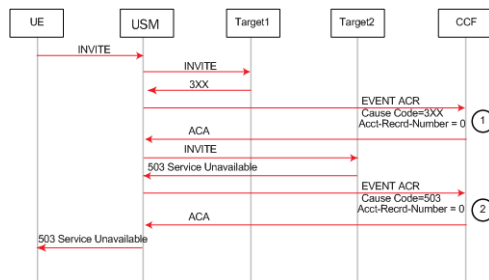 UE USM Target1 Target2 CCF
INVITE
INVITE
3XX
EVENT ACR
Cause Code=3XX
Acct-Recrd-Number = 0
1
ACA
INVITE
503 Service Unavailable
EVENT ACR
Cause Code=503
Acct-Recrd-Number = 0
2
ACA
503 Service Unavailable